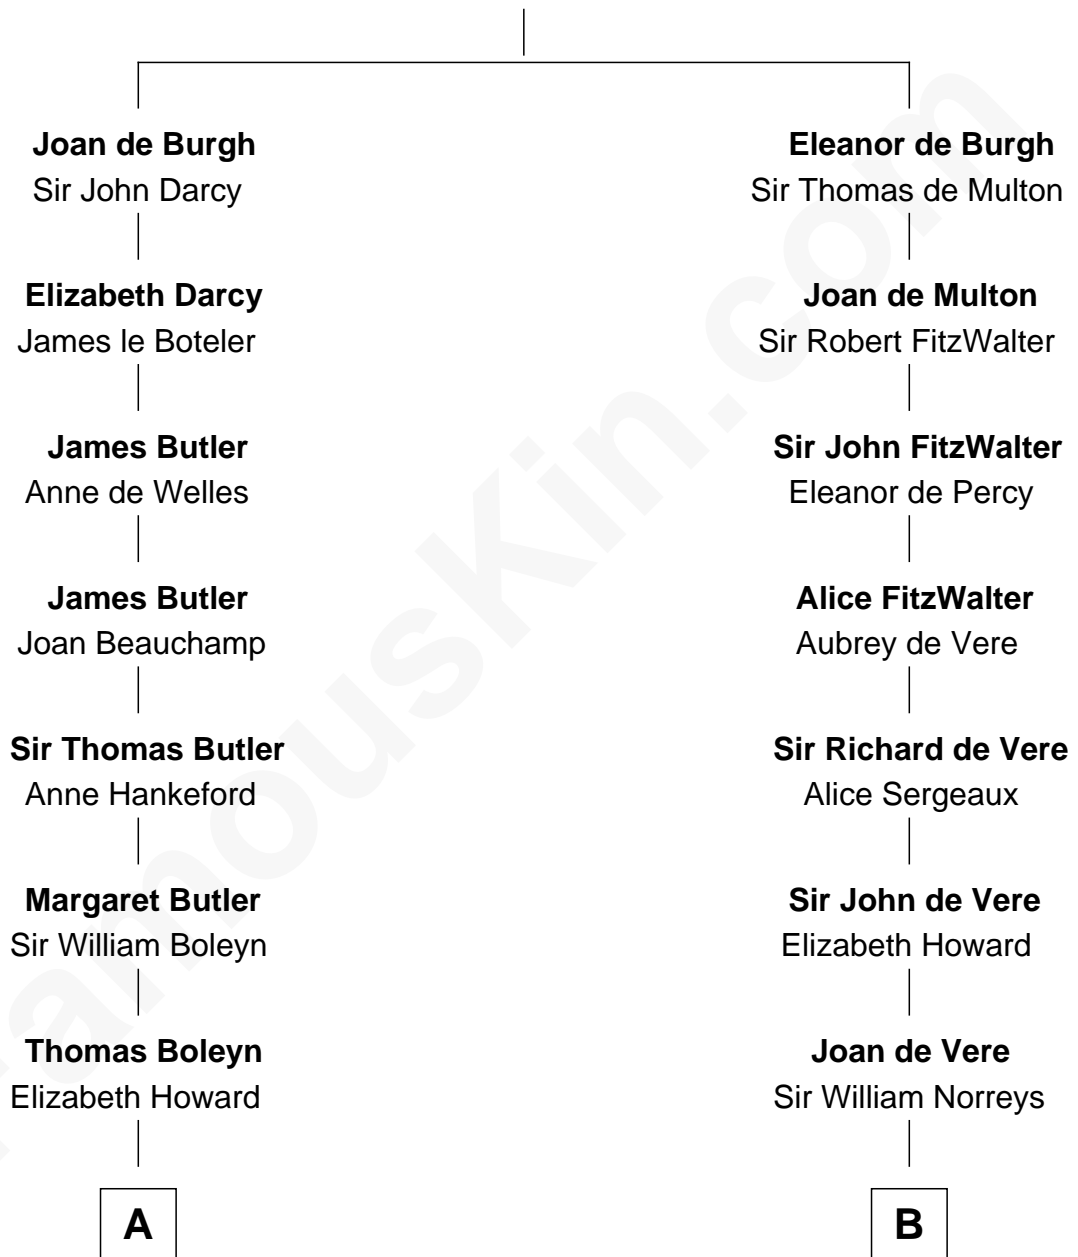 Joan de Burgh
Sir John Darcy
Elizabeth Darcy
James le Boteler
James Butler
Anne de Welles
James Butler
Joan Beauchamp
Sir Thomas Butler
Anne Hankeford
Margaret Butler
Sir William Boleyn
Thomas Boleyn
Elizabeth Howard
A
Eleanor de Burgh
Sir Thomas de Multon
Joan de Multon
Sir Robert FitzWalter
Sir John FitzWalter
Eleanor de Percy
Alice FitzWalter
Aubrey de Vere
Sir Richard de Vere
Alice Sergeaux
Sir John de Vere
Elizabeth Howard
Joan de Vere
Sir William Norreys
B
FamousKin.com